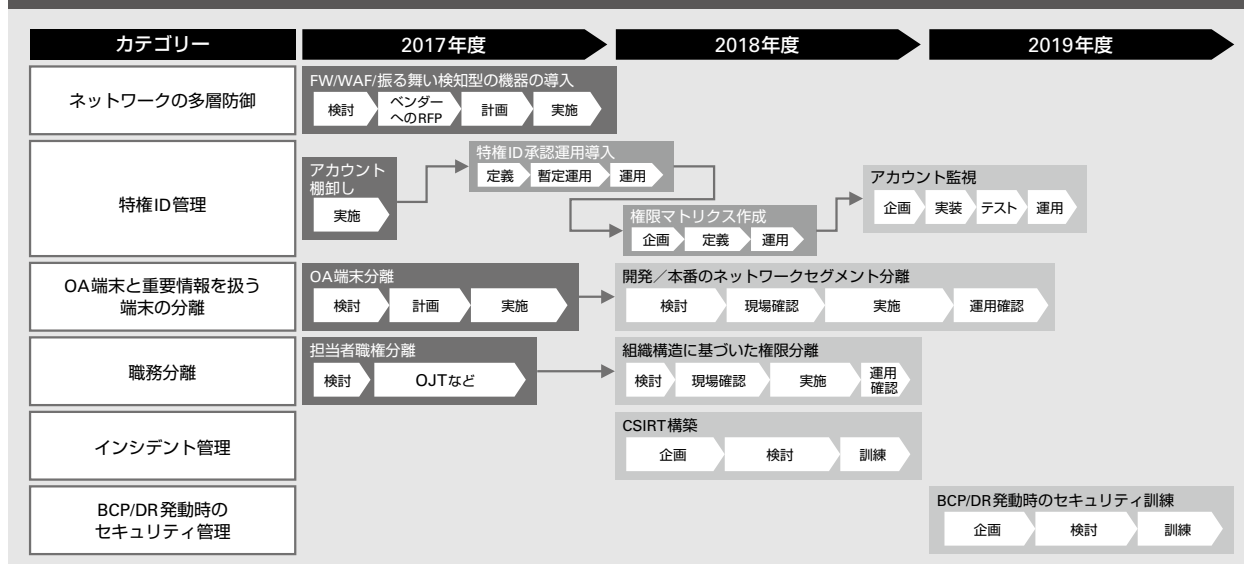 カテゴリー
2017年度
2018年度
2019年度
ネットワークの多層防御
FW/WAF/振る舞い検知型の機器の導入
検討
ベンダー
へのRFP
計画
実施
特権ID管理
アカウント
棚卸し
実施
特権ID承認運用導入
定義
暫定運用
運用
権限マトリクス作成
企画
定義
運用
アカウント監視
企画
実装
テスト
運用
OA端末と重要情報を扱う
端末の分離
OA端末分離
検討
計画
実施
開発／本番のネットワークセグメント分離
検討
現場確認
実施
運用確認
職務分離
担当者職権分離
検討
OJTなど
組織構造に基づいた権限分離
検討
現場確認
実施
運用
確認
インシデント管理
CSIRT構築
企画
検討
訓練
BCP/DR発動時の
セキュリティ管理
BCP/DR発動時のセキュリティ訓練
企画
検討
訓練